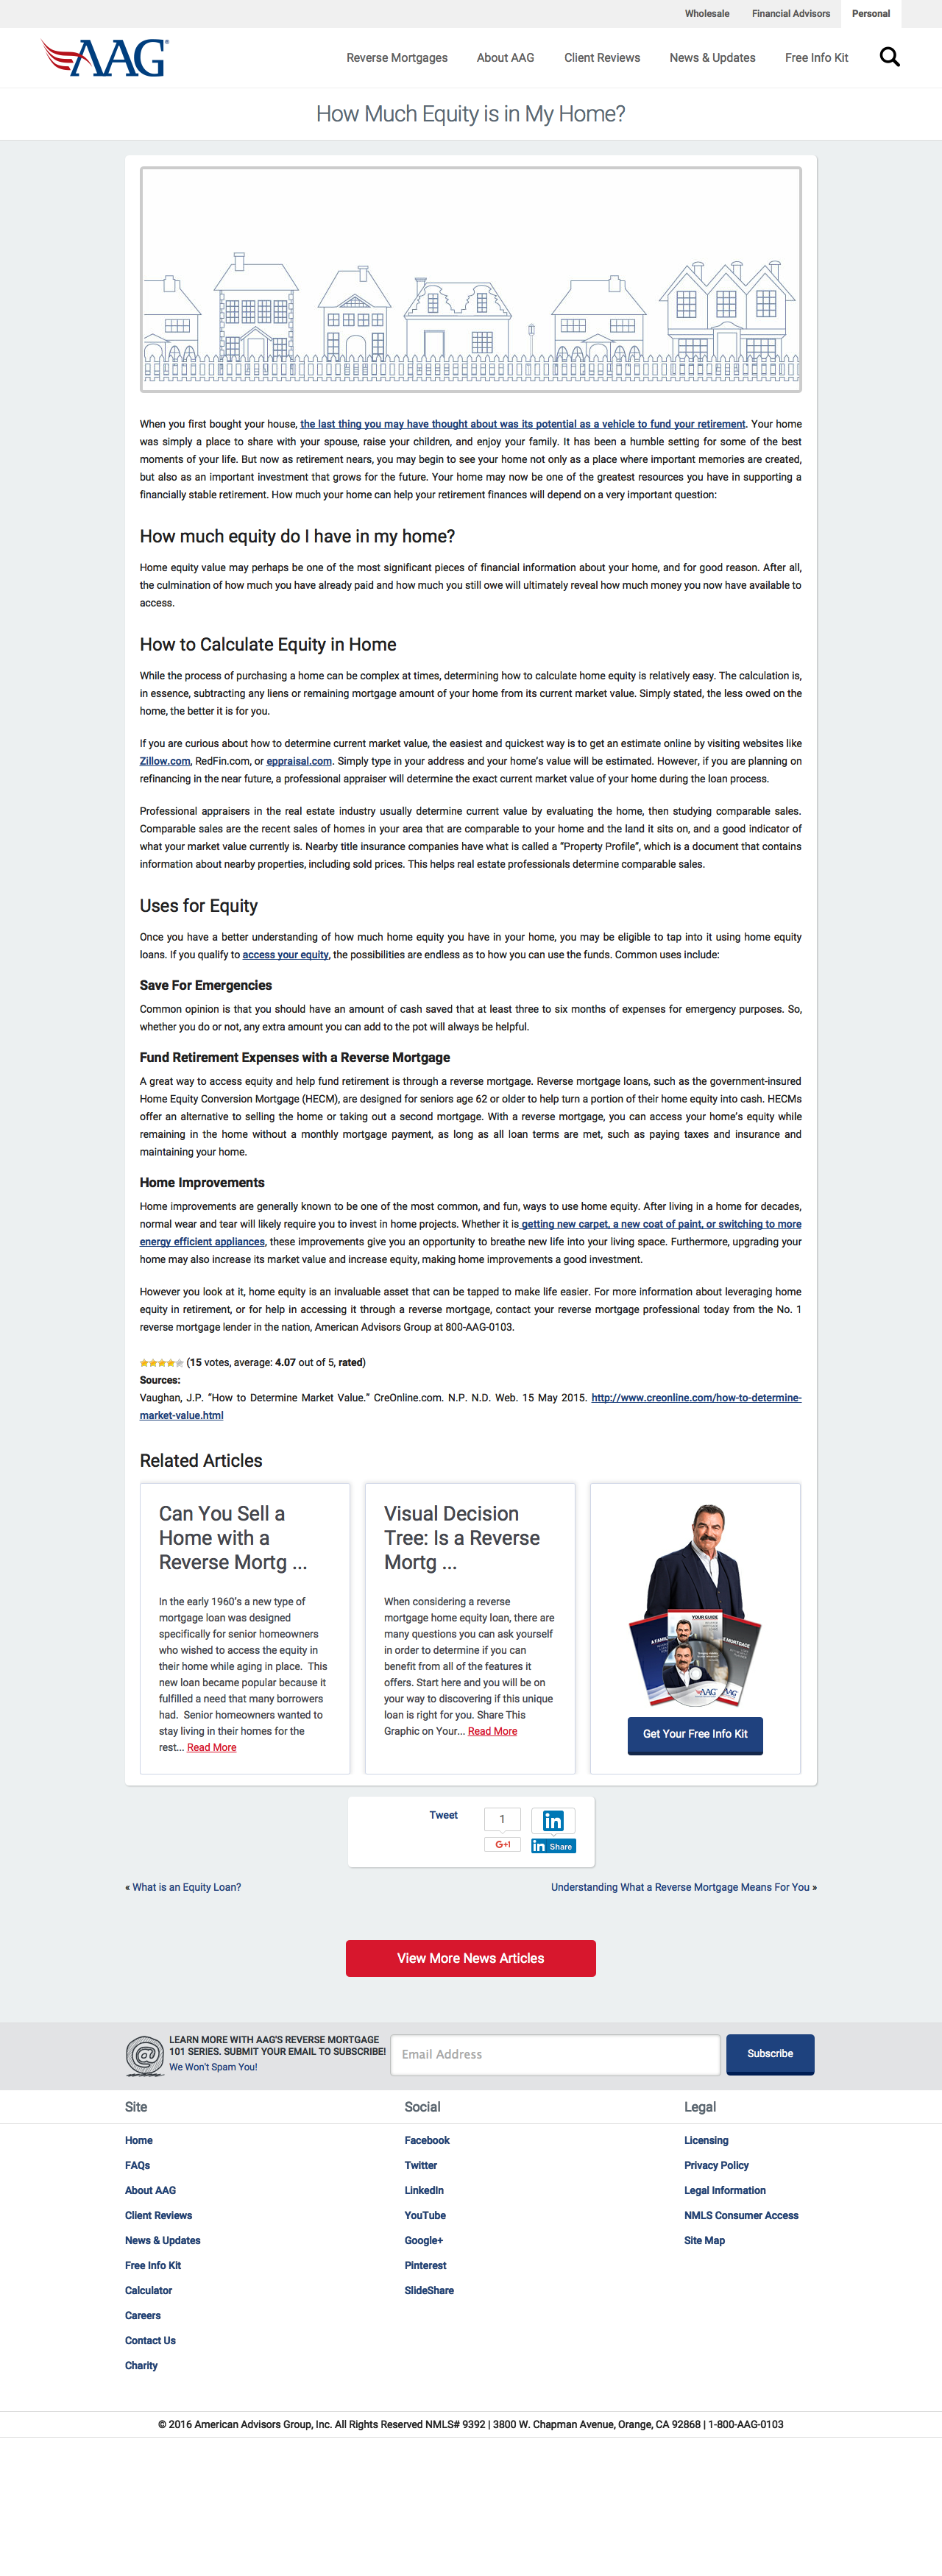 Wholesale Financial Advisors Personal
AAG®
Reverse Mortgages About AAG Client Reviews News & Updates Free Info Kit
How Much Equity is in My Home?
When you first bought your house, the last thing you may have thought about was its potential as a vehicle to fund your retirement. Your home
was simply a place to share with your spouse, raise your children, and enjoy your family. It has been a humble setting for some of the best
moments of your life. But now as retirement nears, you may begin to see your home not only as a place where important memories are created,
but also as an important investment that grows for the future. Your home may now be one of the greatest resources you have in supporting a
financially stable retirement. How much your home can help your retirement finances will depend on a very important question:
How much equity do I have in my home?
Home equity value may perhaps be one of the most significant pieces of financial information about your home, and for good reason. After all,
the culmination of how much you have already paid and how much you still owe will ultimately reveal how much money you now have available to
access.
How to Calculate Equity in Home
While the process of purchasing a home can be complex at times, determining how to calculate home equity is relatively easy. The calculation is,
in essence, subtracting any liens or remaining mortgage amount of your home from its current market value. Simply stated, the less owed on the
home, the better it is for you.
If you are curious about how to determine current market value, the easiest and quickest way is to get an estimate online by visiting websites like
Zillow.com, RedFin.com, or eppraisal.com. Simply type in your address and your home's value will be estimated. However, if you are planning on
refinancing in the near future, a professional appraiser will determine the exact current market value of your home during the loan process.
Professional appraisers in the real estate industry usually determine current value by evaluating the home, then studying comparable sales.
Comparable sales are the recent sales of homes in your area that are comparable to your home and the land it sits on, and a good indicator of
what your market value currently is. Nearby title insurance companies have what is called a “Property Profile”, which is a document that contains
information about nearby properties, including sold prices. This helps real estate professionals determine comparable sales.
Uses for Equity
Once you have a better understanding of how much home equity you have in your home, you may be eligible to tap into it using home equity
loans. If you qualify to access your equity, the possibilities are endless as to how you can use the funds. Common uses include:
Save For Emergencies
Common opinion is that you should have an amount of cash saved that at least three to six months of expenses for emergency purposes. So,
whether you do or not, any extra amount you can add to the pot will always be helpful.
Fund Retirement Expenses with a Reverse Mortgage
A great way to access equity and help fund retirement is through a reverse mortgage. Reverse mortgage loans, such as the government-insured
Home Equity Conversion Mortgage (HECM), are designed for seniors age 62 or older to help turn a portion of their home equity into cash. HECMs
offer an alternative to selling the home or taking out a second mortgage. With a reverse mortgage, you can access your home's equity while
remaining in the home without a monthly mortgage payment, as long as all loan terms are met, such as paying taxes and insurance and
maintaining your home.
Home Improvements
Home improvements are generally known to be one of the most common, and fun, ways to use home equity. After living in a home for decades,
normal wear and tear will likely require you to invest in home projects. Whether it is getting new carpet, a new coat of paint, or switching to more
energy efficient appliances, these improvements give you an opportunity to breathe new life into your living space. Furthermore, upgrading your
home may also increase its market value and increase equity, making home improvements a good investment.
However you look at it, home equity is an invaluable asset that can be tapped to make life easier. For more information about leveraging home
equity in retirement, or for help in accessing it through a reverse mortgage, contact your reverse mortgage professional today from the No. 1
reverse mortgage lender in the nation, American Advisors Group at 800-AAG-0103.
(15 votes, average: 4.07 out of 5, rated)
Sources:
Vaughan, J.P. “How to Determine Market Value.” CreOnline.com. N.P. N.D. Web. 15 May 2015. http://www.creonline.com/how-to-determine-
market-value.html
Related Articles
Can You Sell a
Home with a
Reverse Mortg ...
In the early 1960's a new type of
mortgage loan was designed
specifically for senior homeowners
who wished to access the equity in
their home while aging in place. This
new loan became popular because it
fulfilled a need that many borrowers
had. Senior homeowners wanted to
stay living in their homes for the
rest... Read More
Visual Decision
Tree: Is a Reverse
Mortg ...
When considering a reverse
mortgage home equity loan, there are
many questions you can ask yourself
in order to determine if you can
benefit from all of the features it
offers. Start here and you will be on
your way to discovering if this unique
loan is right for you. Share This
Graphic on Your... Read More
YOUR GUIDE
AAG
AAG
Get Your Free Info Kit
Tweet
1
G+1
in
in Share
« What is an Equity Loan?
Understanding What a Reverse Mortgage Means For You »
View More News Articles
LEARN MORE WITH AAG'S REVERSE MORTGAGE
101 SERIES. SUBMIT YOUR EMAIL TO SUBSCRIBE!
We Won't Spam You!
Email Address
Subscribe
Site
Home
FAQs
About AAG
Client Reviews
News & Updates
Free Info Kit
Calculator
Careers
Contact Us
Charity
Social
Facebook
Twitter
LinkedIn
YouTube
Google+
Pinterest
SlideShare
Legal
Licensing
Privacy Policy
Legal Information
NMLS Consumer Access
Site Map
© 2016 American Advisors Group, Inc. All Rights Reserved NMLS# 9392 | 3800 W. Chapman Avenue, Orange, CA 92868 | 1-800-AAG-0103